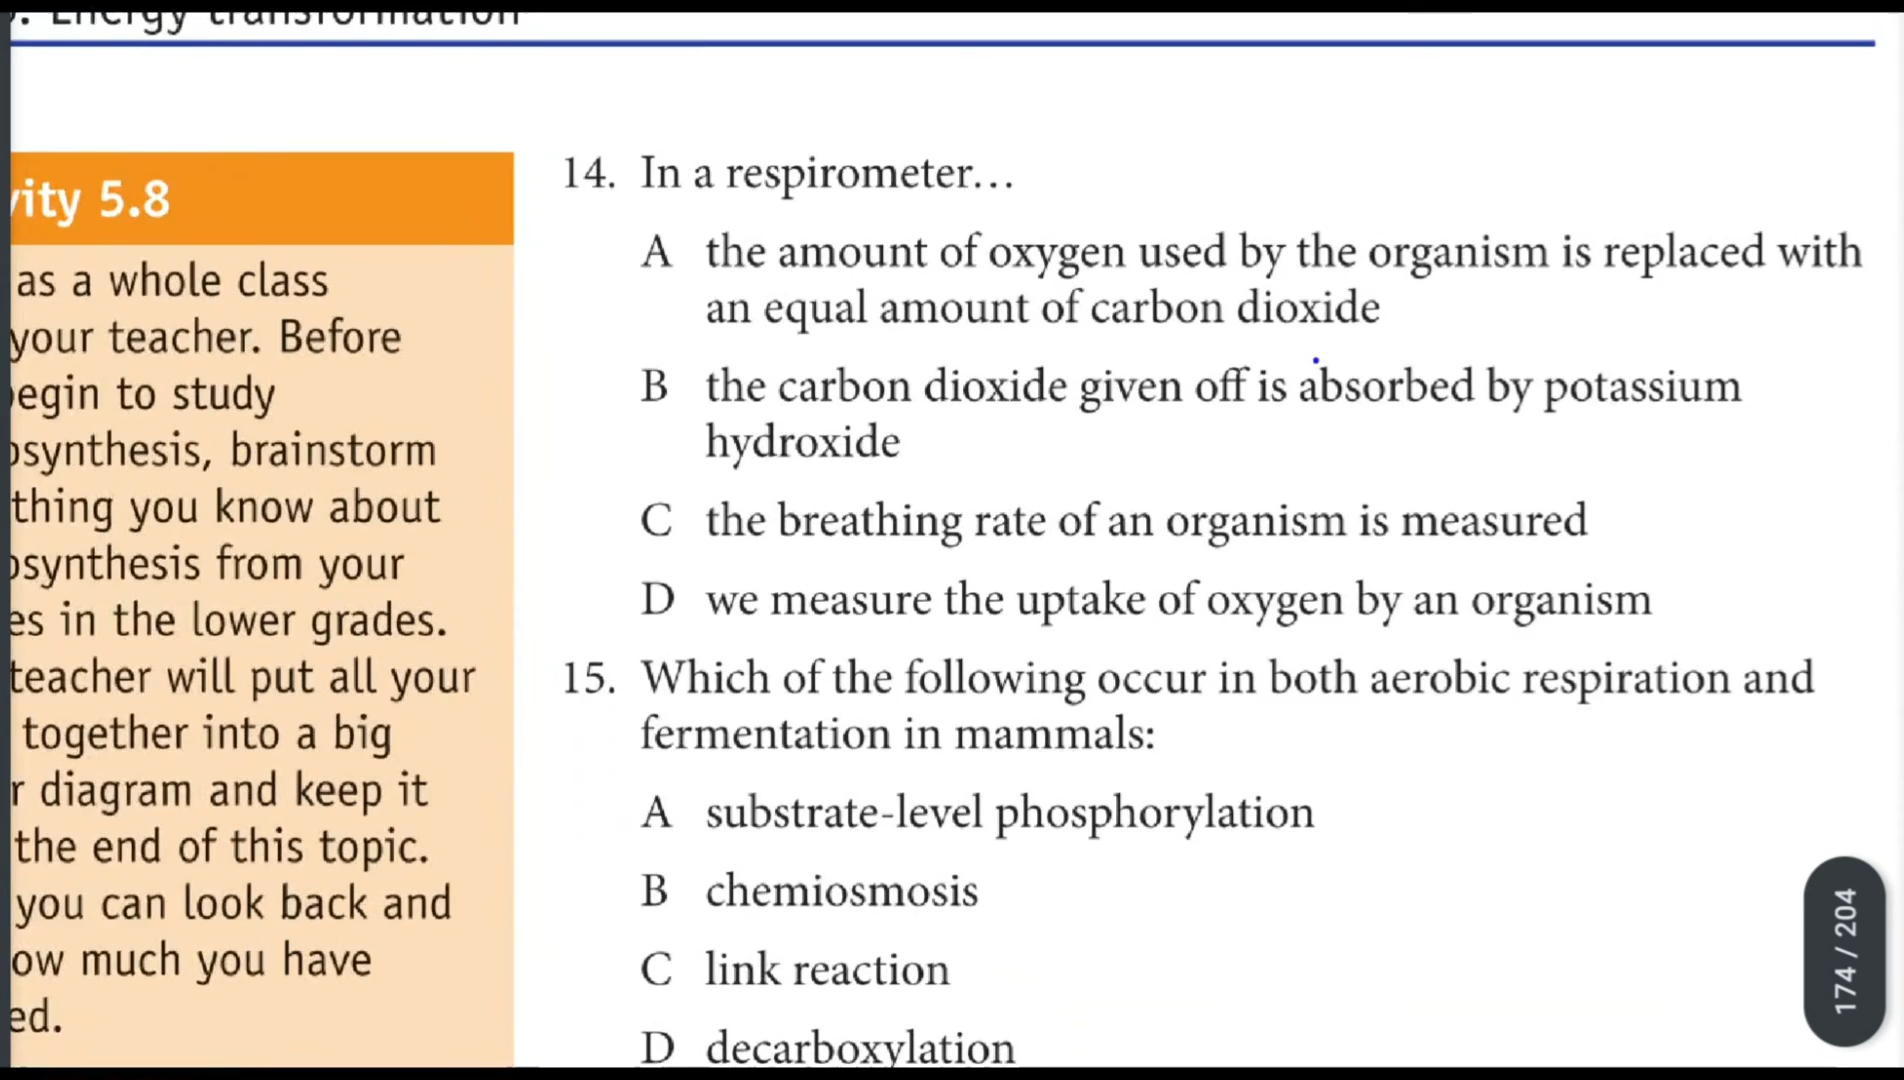 . Energy transformation
ity 5.8
as a whole class
your teacher. Before
egin to study
osynthesis, brainstorm
thing you know about
osynthesis from your
es in the lower grades.
teacher will put all your
together into a big
r diagram and keep it
the end of this topic.
you can look back and
ow much you have
ed.
14. In a respirometer…
A the amount of oxygen used by the organism is replaced with
an equal amount of carbon dioxide
B the carbon dioxide given off is absorbed by potassium
hydroxide
C the breathing rate of an organism is measured
D we measure the uptake of oxygen by an organism
15. Which of the following occur in both aerobic respiration and
fermentation in mammals:
A substrate-level phosphorylation
B chemiosmosis
C link reaction
D decarboxylation
174 / 204